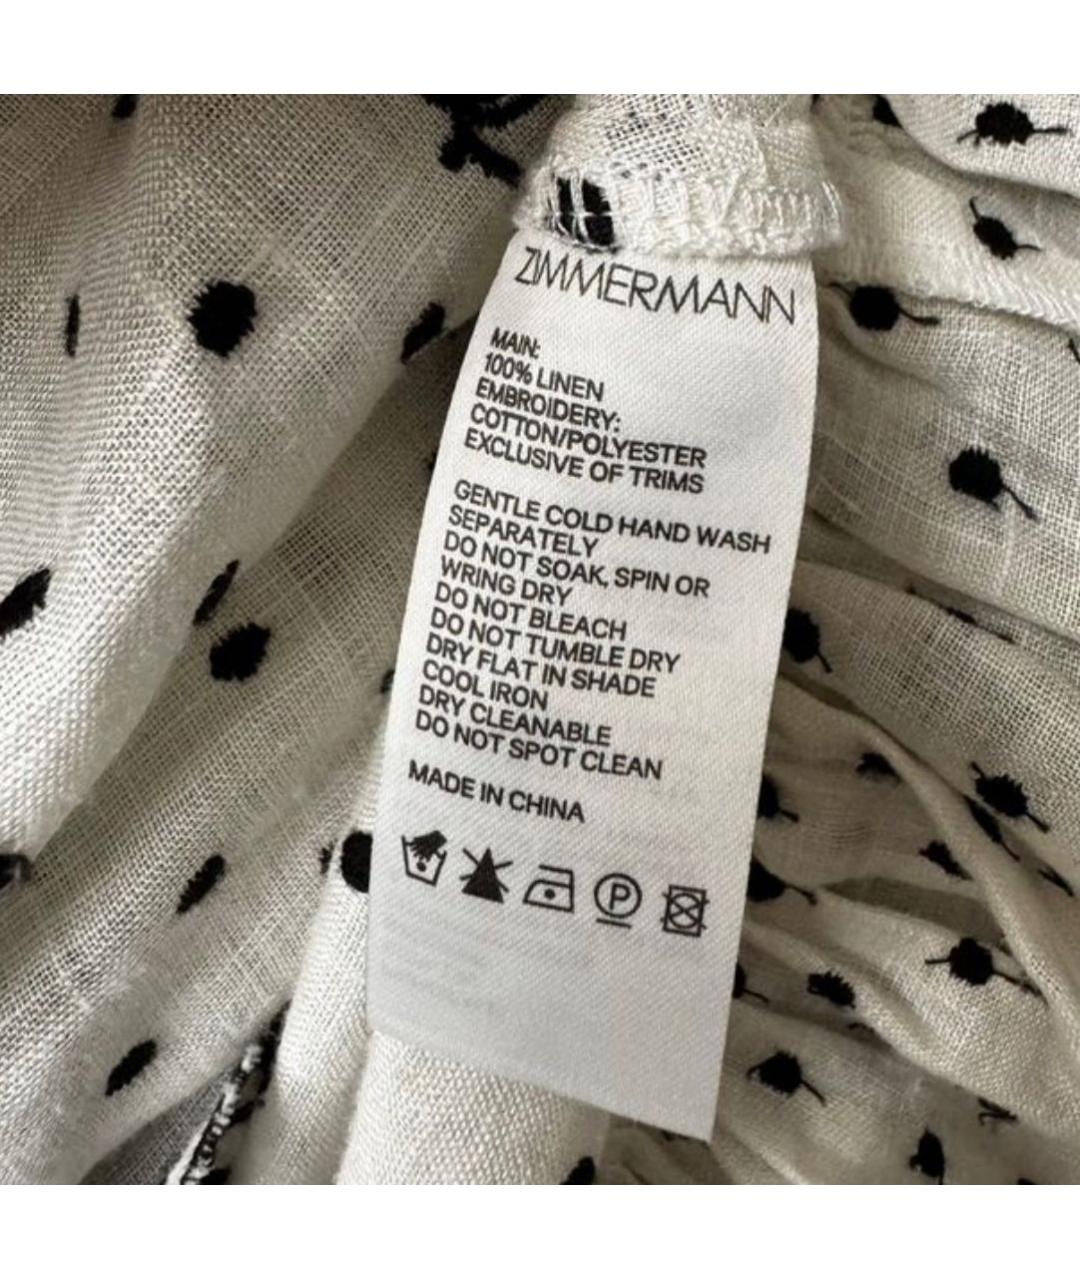 ZIMMERMANN
MAIN:
100% LINEN
EMBROIDERY:
COTTON/POLYESTER
EXCLUSIVE OF TRIMS
GENTLE COLD HAND WASH
SEPARATELY
DO NOT SOAK, SPIN OR
WRING DRY
DO NOT BLEACH
DO NOT TUMBLE DRY
DRY FLAT IN SHADE
COOL IRON
DRY CLEANABLE
DO NOT SPOT CLEAN
MADE IN CHINA
P